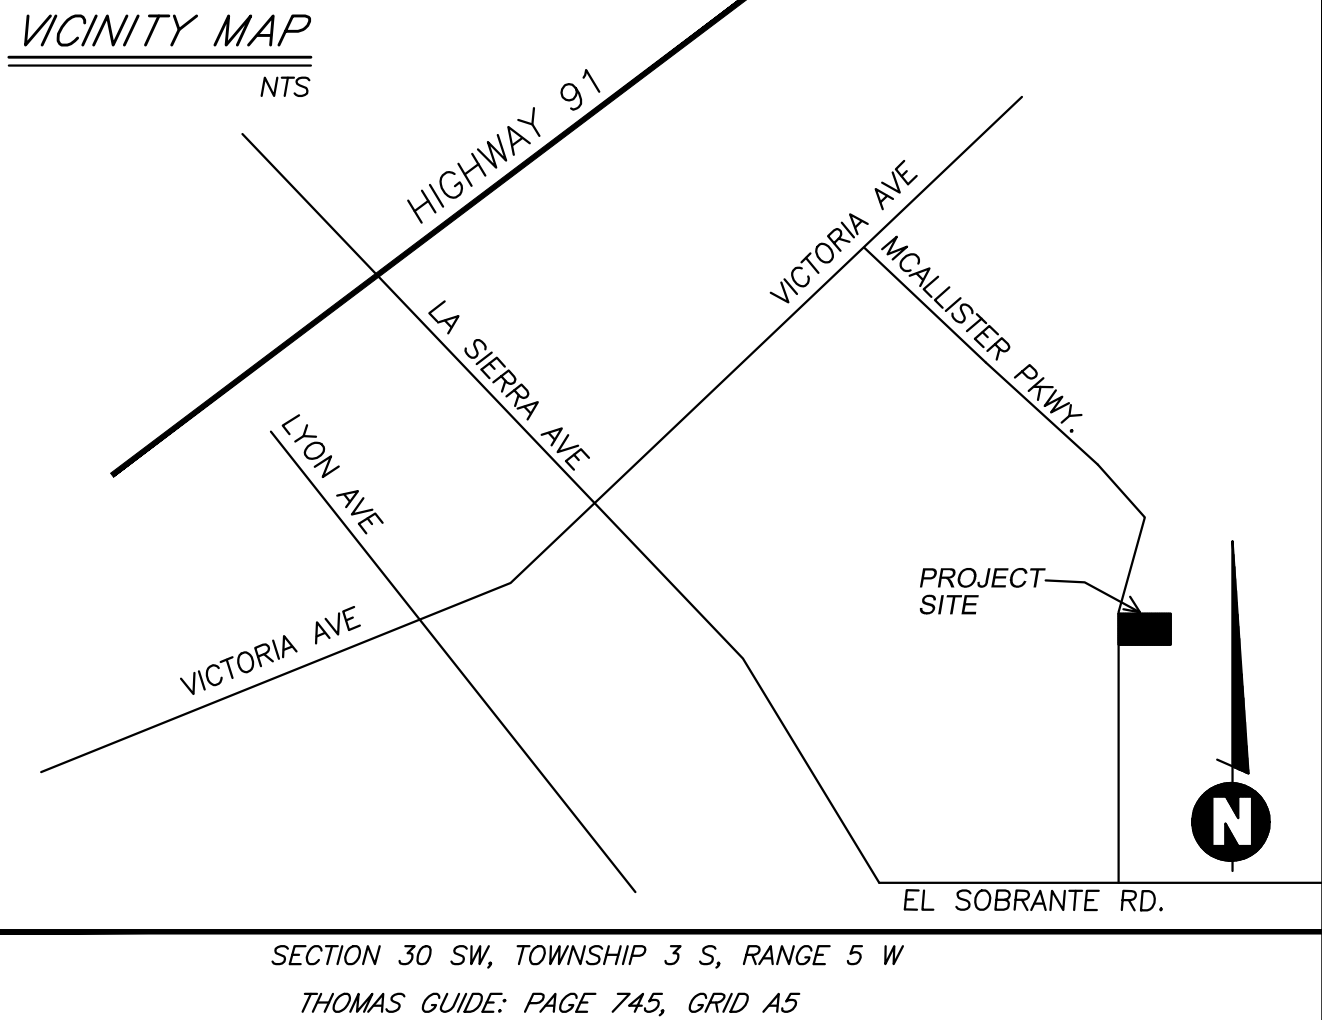 VICINITY MAP
NTS
HIGHWAY 91
VICTORIA AVE
MCALLISTER PKWY.
LA SIERRA AVE
LYON AVE
PROJECT
SITE
VICTORIA AVE
N
EL SOBRANTE RD.
SECTION 30 SW, TOWNSHIP 3 S, RANGE 5 W
THOMAS GUIDE: PAGE 745, GRID A5